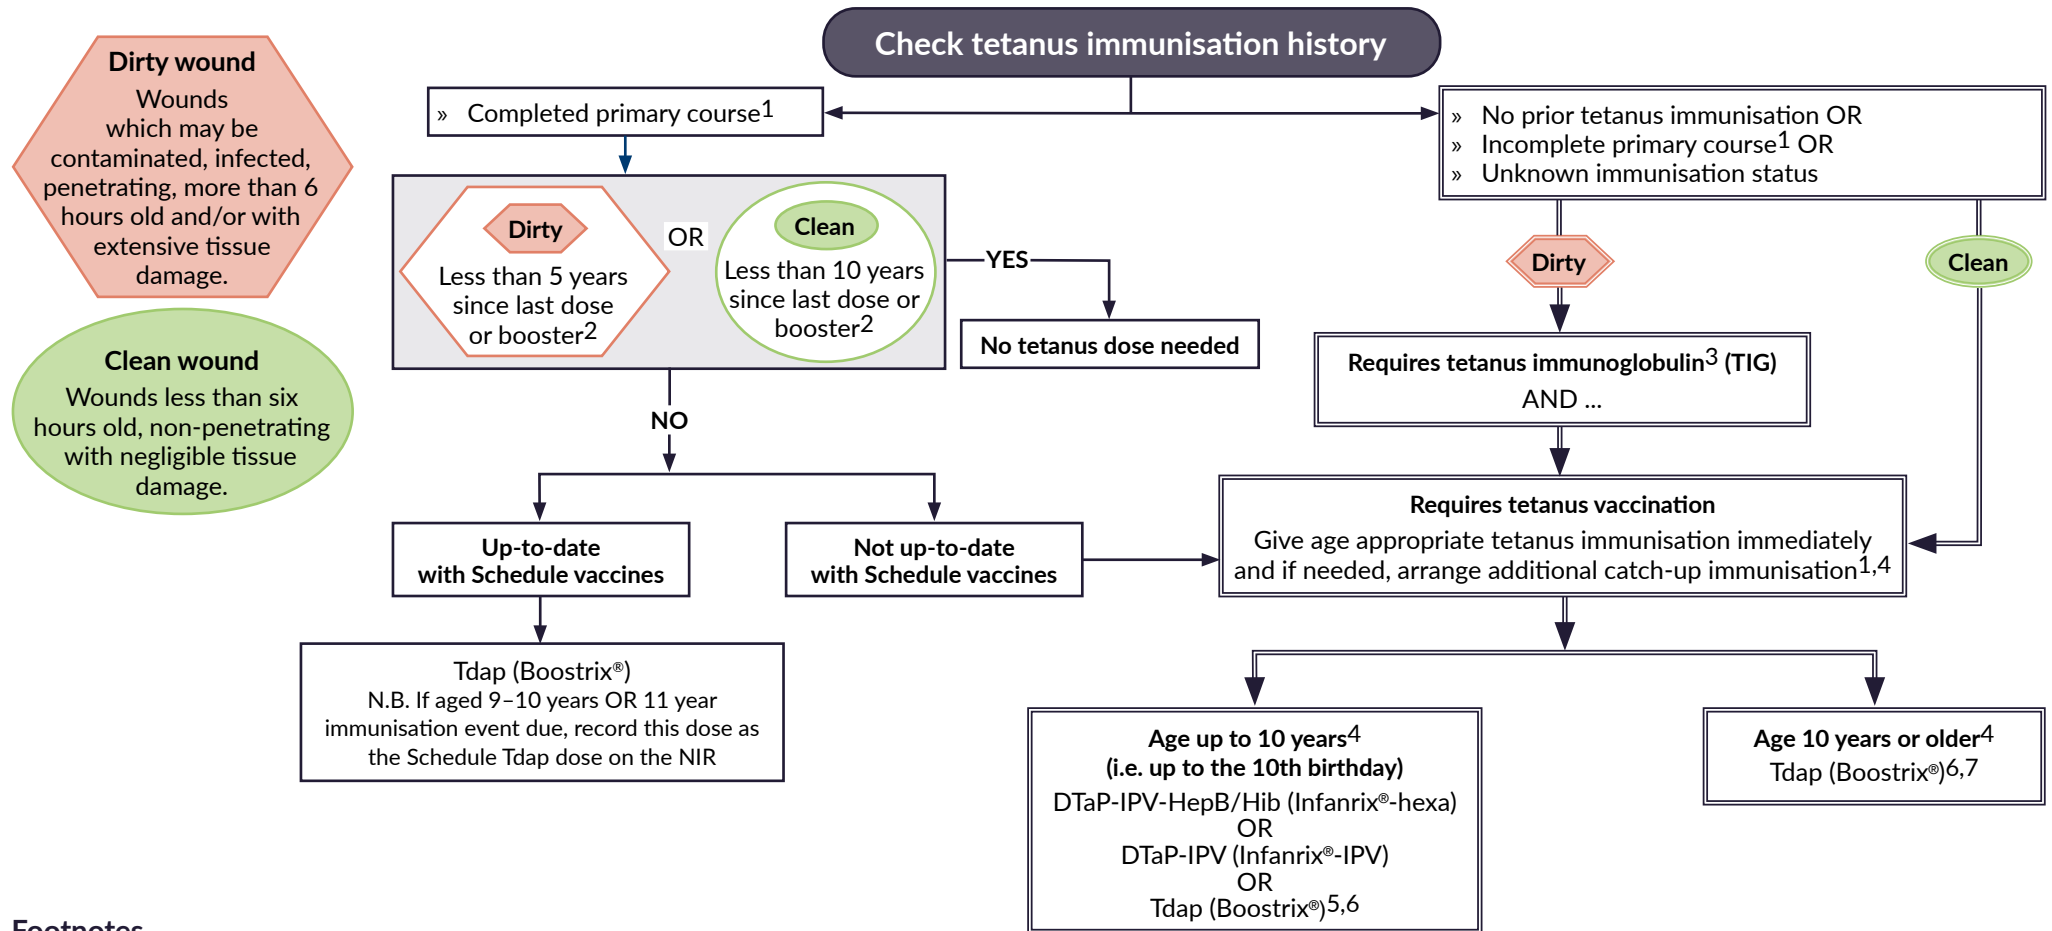 Check tetanus immunisation history
Dirty wound
Wounds
which may be
contaminated, infected,
penetrating, more than 6
hours old and/or with
extensive tissue
damage.
Clean wound
Wounds less than six
hours old, non-penetrating
with negligible tissue
damage.
» Completed primary course1
» No prior tetanus immunisation OR
» Incomplete primary course1 OR
» Unknown immunisation status
Dirty
Less than 5 years
since last dose
or booster2
OR
Clean
Less than 10 years
since last dose or
booster2
YES
No tetanus dose needed
NO
Up-to-date
with Schedule vaccines
Not up-to-date
with Schedule vaccines
Tdap (Boostrix®)
N.B. If aged 9–10 years OR 11 year
immunisation event due, record this dose as
the Schedule Tdap dose on the NIR
Dirty
Clean
Requires tetanus immunoglobulin3 (TIG)
AND ...
Requires tetanus vaccination
Give age appropriate tetanus immunisation immediately
and if needed, arrange additional catch-up immunisation1,4
Age up to 10 years4
(i.e. up to the 10th birthday)
DTaP-IPV-HepB/Hib (Infanrix®-hexa)
OR
DTaP-IPV (Infanrix®-IPV)
OR
Tdap (Boostrix®)5,6
Age 10 years or older4
Tdap (Boostrix®)6,7
Footnotes